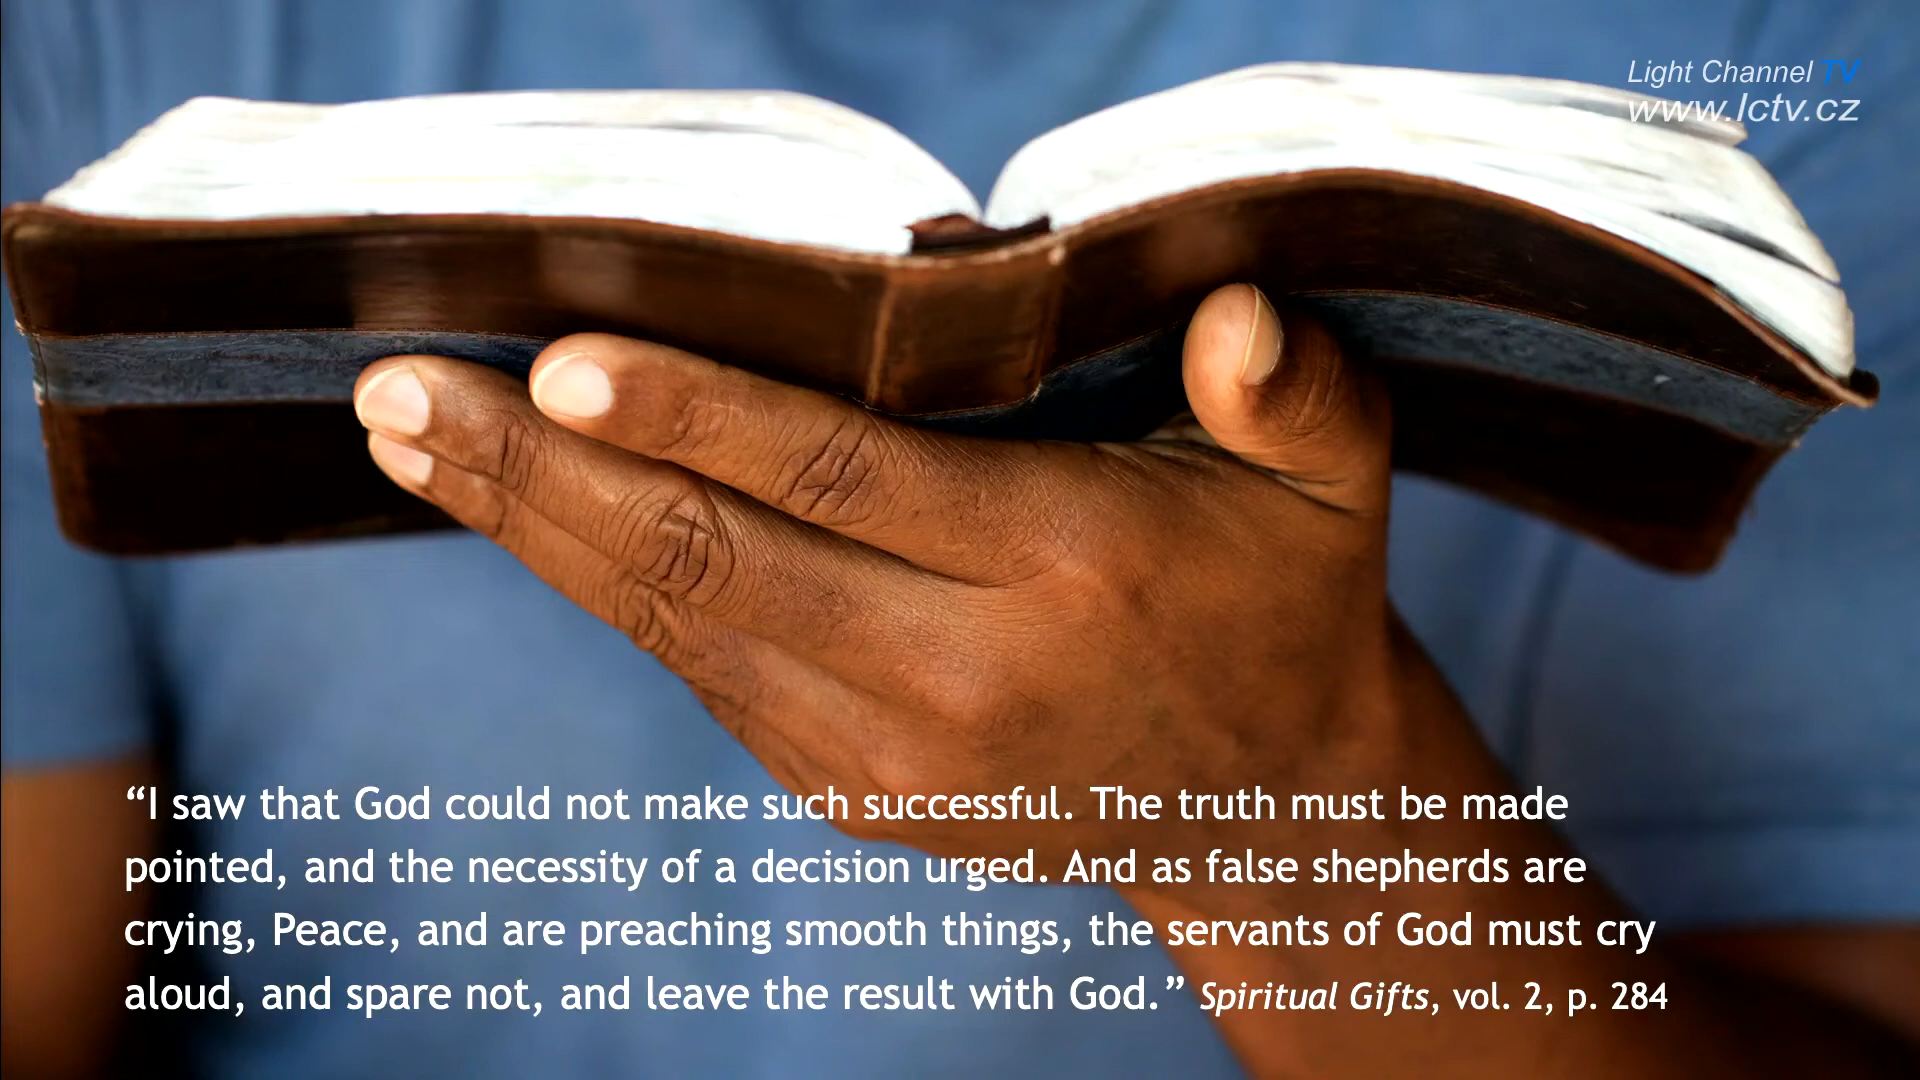 Light Channel TV
www.lctv.cz
“I saw that God could not make such successful. The truth must be made
pointed, and the necessity of a decision urged. And as false shepherds are
crying, Peace, and are preaching smooth things, the servants of God must cry
aloud, and spare not, and leave the result with God.” Spiritual Gifts, vol. 2, p. 284